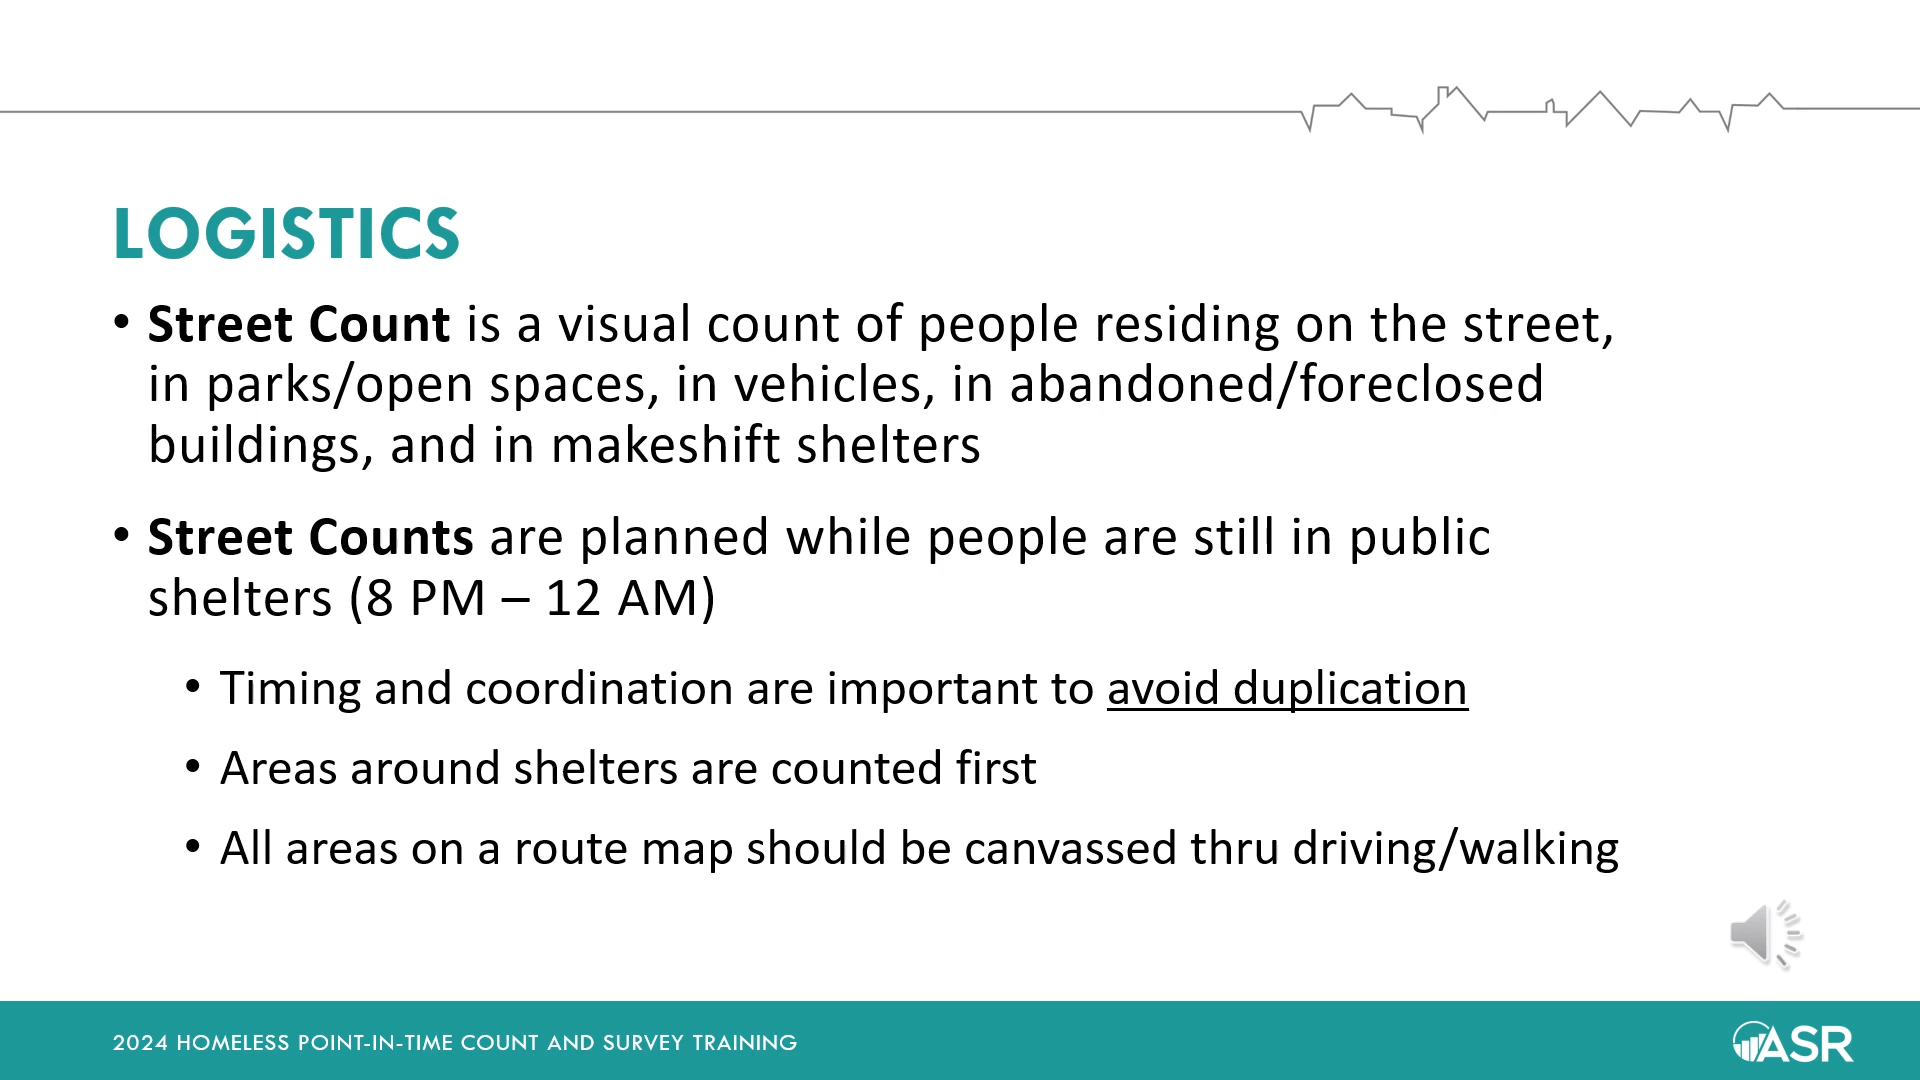 LOGISTICS
• Street Count is a visual count of people residing on the street,
in parks/open spaces, in vehicles, in abandoned/foreclosed
buildings, and in makeshift shelters
• Street Counts are planned while people are still in public
shelters (8 PM – 12 AM)
• Timing and coordination are important to avoid duplication
• Areas around shelters are counted first
• All areas on a route map should be canvassed thru driving/walking
2024 HOMELESS POINT-IN-TIME COUNT AND SURVEY TRAINING
ASR